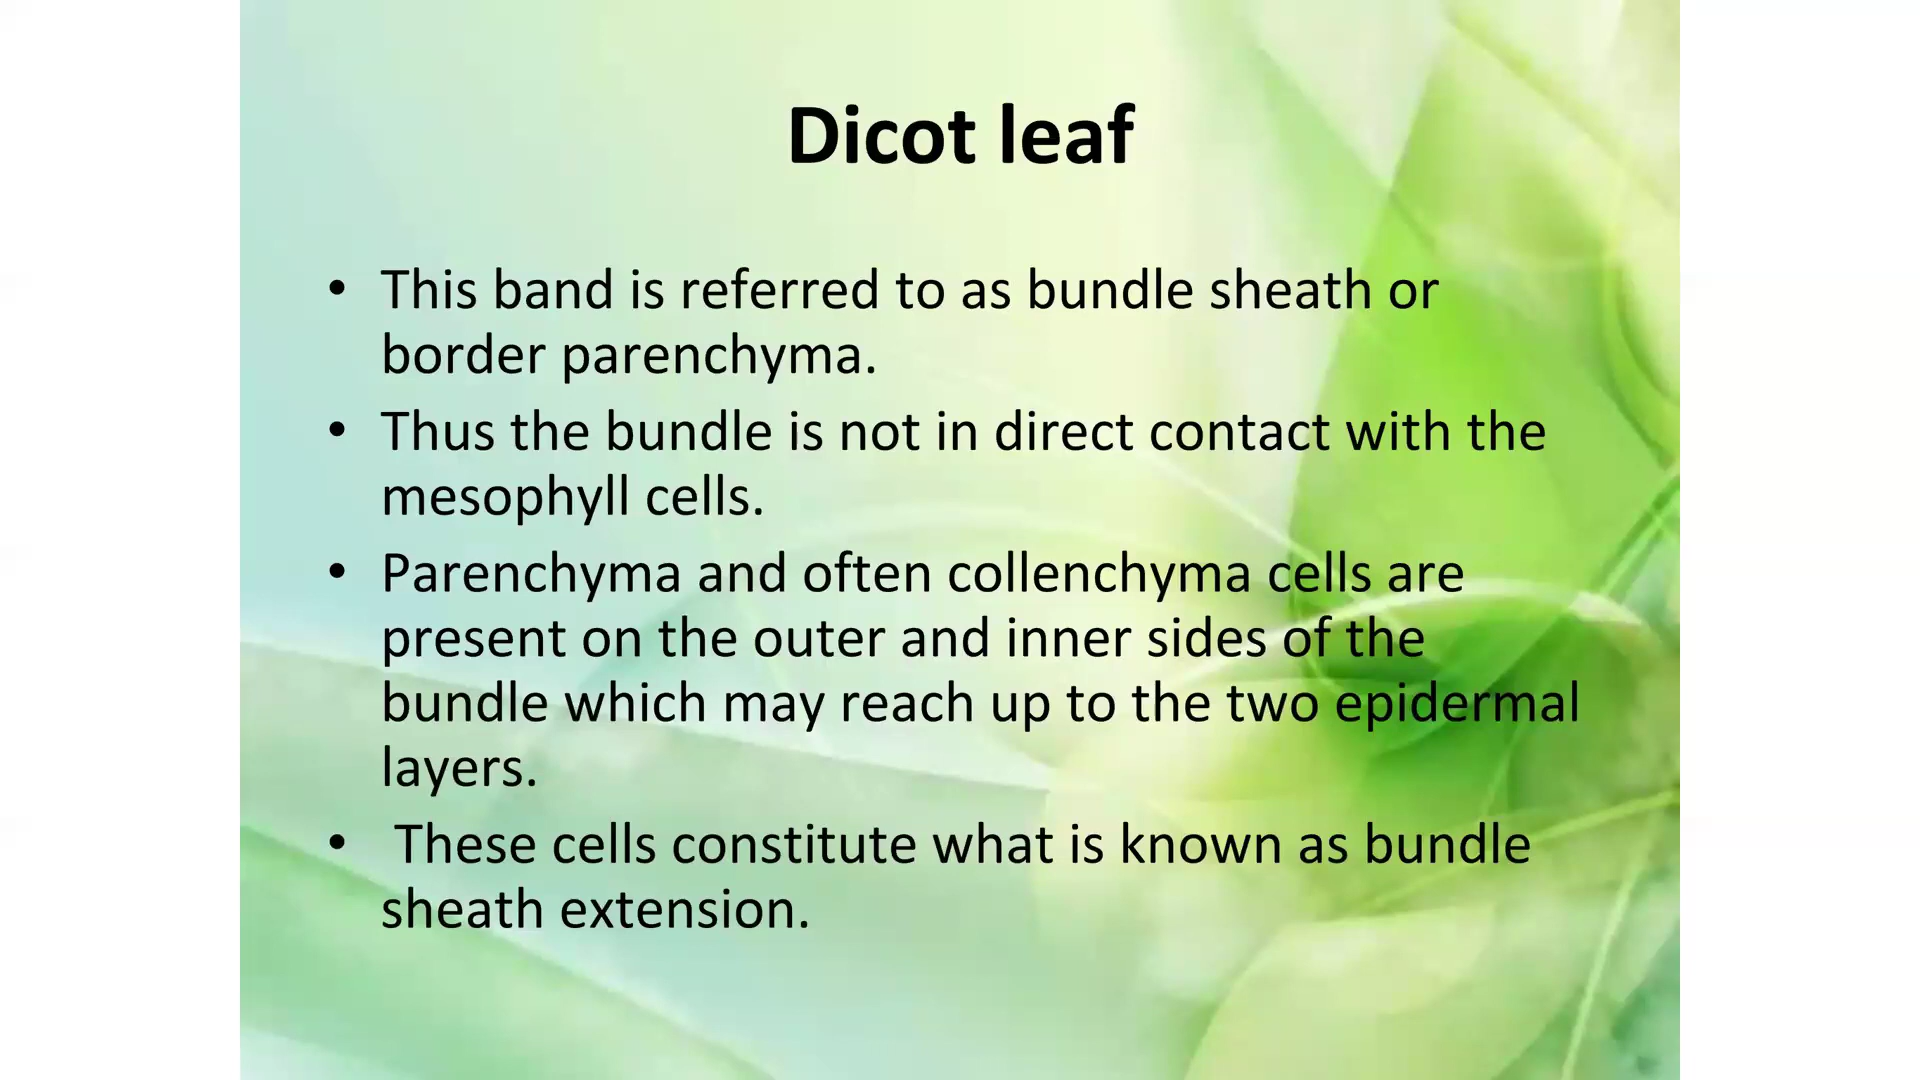 Dicot leaf
• This band is referred to as bundle sheath or
border parenchyma.
• Thus the bundle is not in direct contact with the
mesophyll cells.
• Parenchyma and often collenchyma cells are
present on the outer and inner sides of the
bundle which may reach up to the two epidermal
layers.
• These cells constitute what is known as bundle
sheath extension.